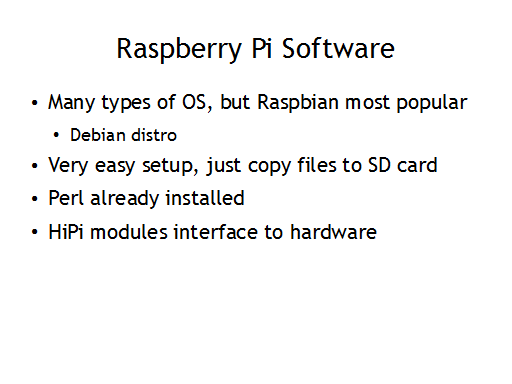 Raspberry Pi Software
• Many types of OS, but Raspbian most popular
• Debian distro
• Very easy setup, just copy files to SD card
• Perl already installed
• HiPi modules interface to hardware